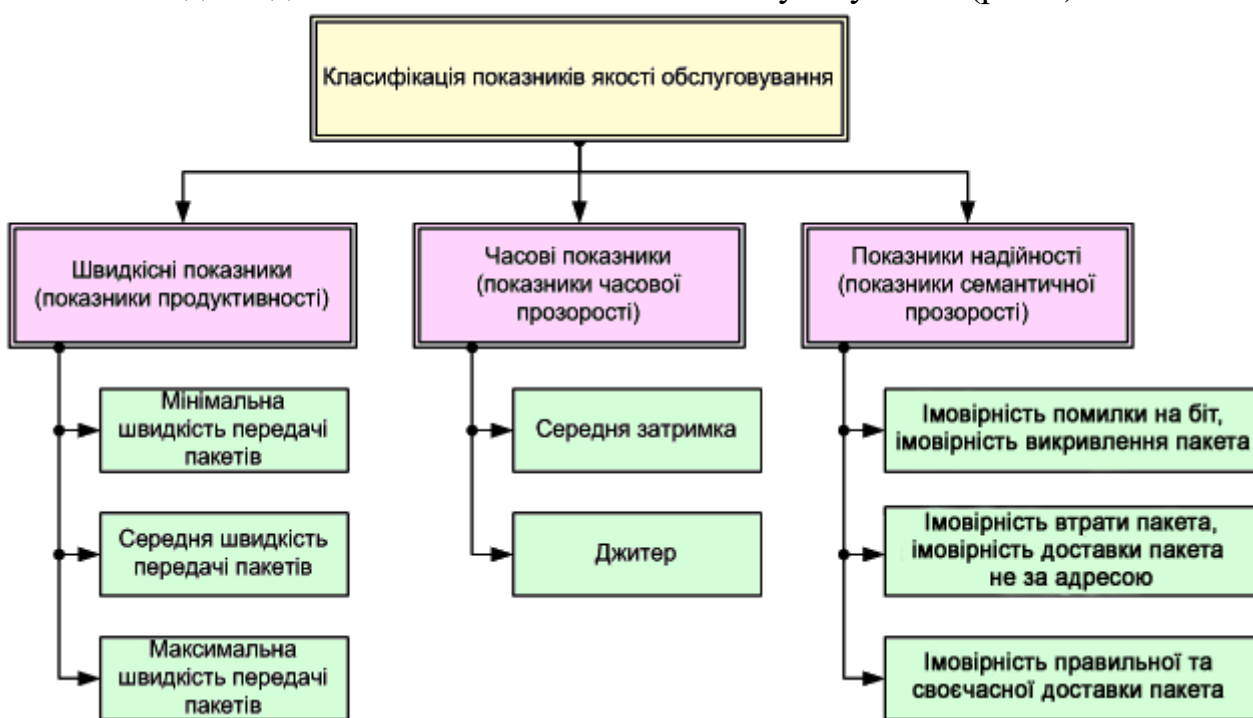 Класифікація показників якості обслуговування
Швидкісні показники
(показники продуктивності)
Часові показники
(показники часової
прозорості)
Показники надійності
(показники семантичної
прозорості)
Мінімальна
швидкість передачі
пакетів
Середня швидкість
передачі пакетів
Максимальна
швидкість передачі
пакетів
Середня затримка
Джитер
Імовірність помилки на біт,
імовірність викривлення пакета
Імовірність втрати пакета,
імовірність доставки пакета
не за адресою
Імовірність правильної та
своєчасної доставки пакета